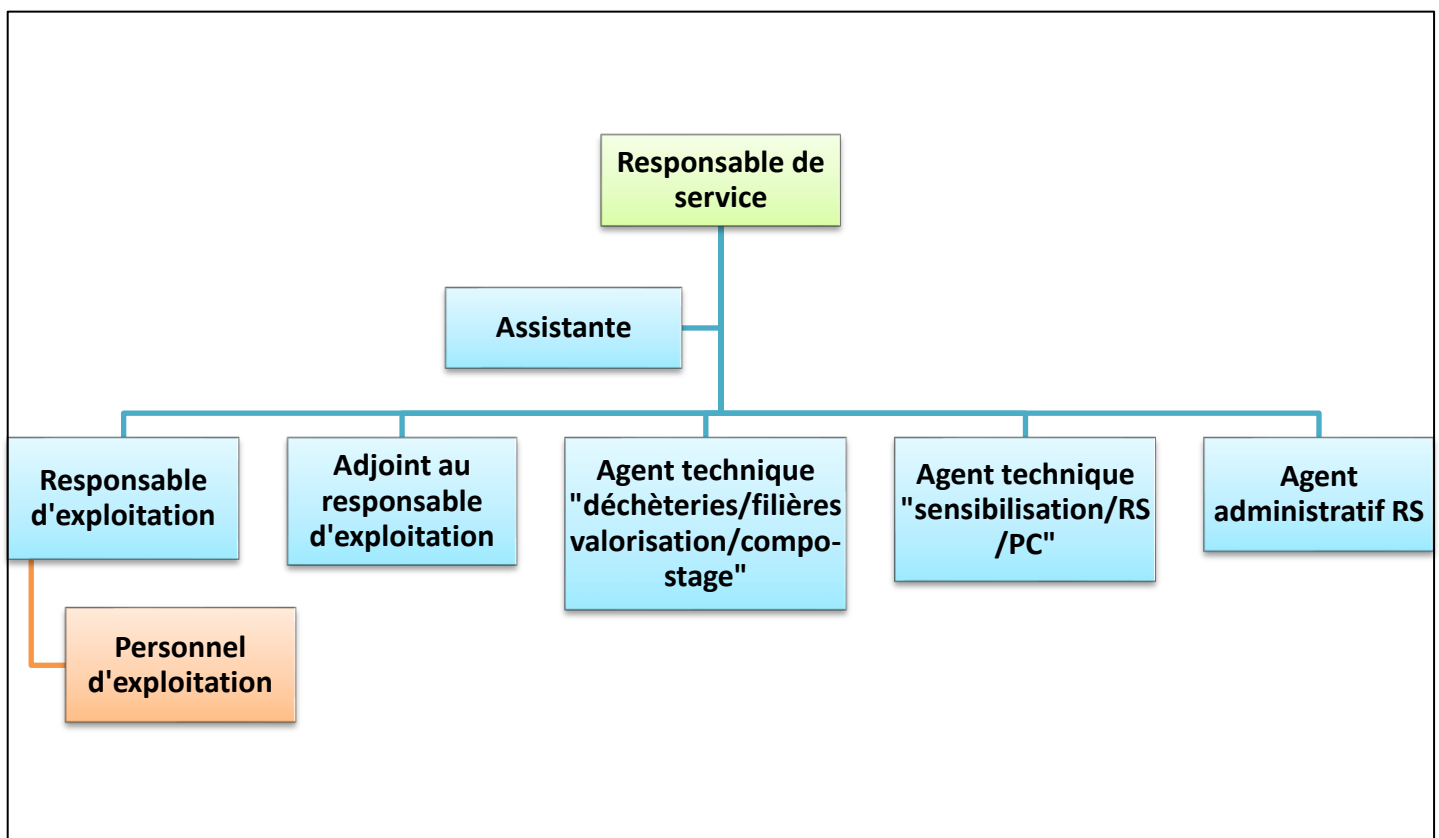 Responsable de
service
Assistante
Responsable
d'exploitation
Adjoint au
responsable
d'exploitation
Agent technique
"déchèteries/filières
valorisation/compo-
stage"
Agent technique
"sensibilisation/RS
/PC"
Agent
administratif RS
Personnel
d'exploitation